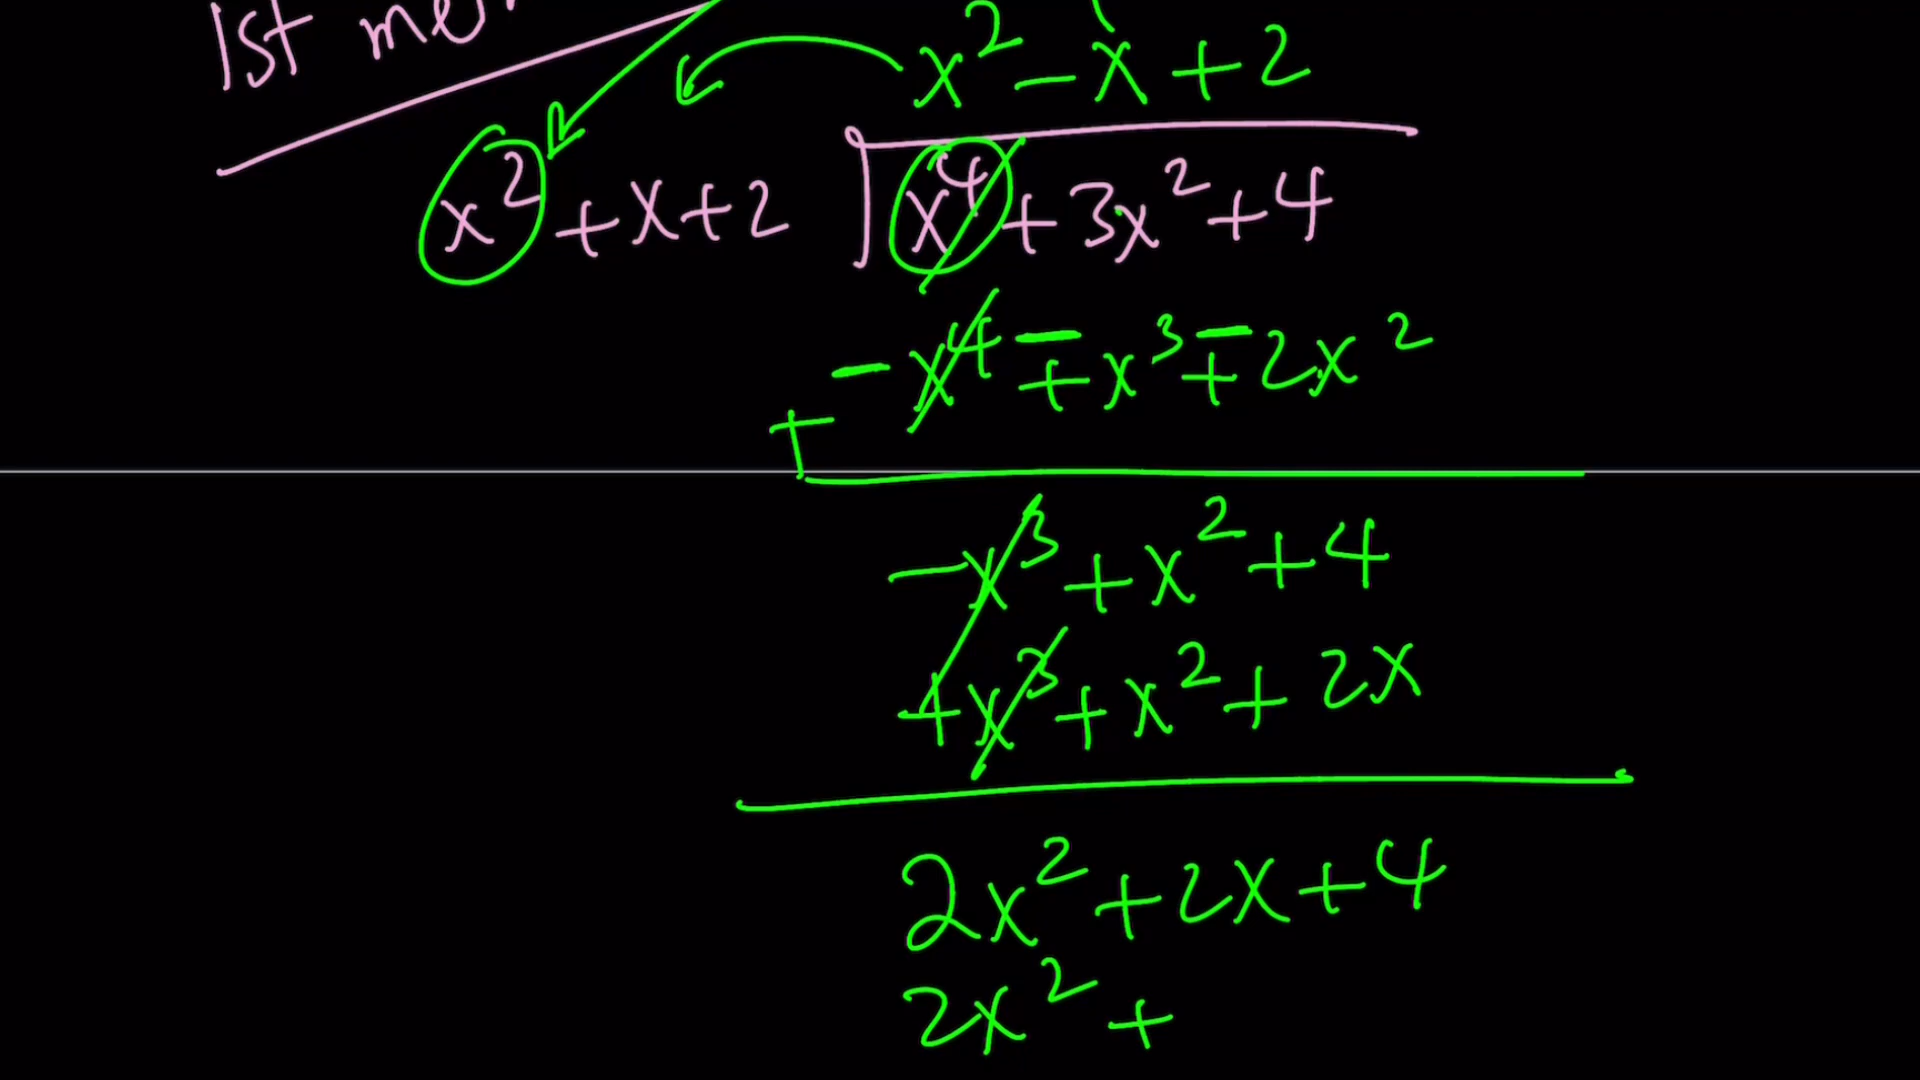 1st
x² - x + 2
x² + x + 2 x⁴ + 3x² + 4
- x⁴ ∓ x³ ∓ 2x²
+
-x³ + x² + 4
+x³ + x² + 2x
2x² + 2x + 4
2x² +